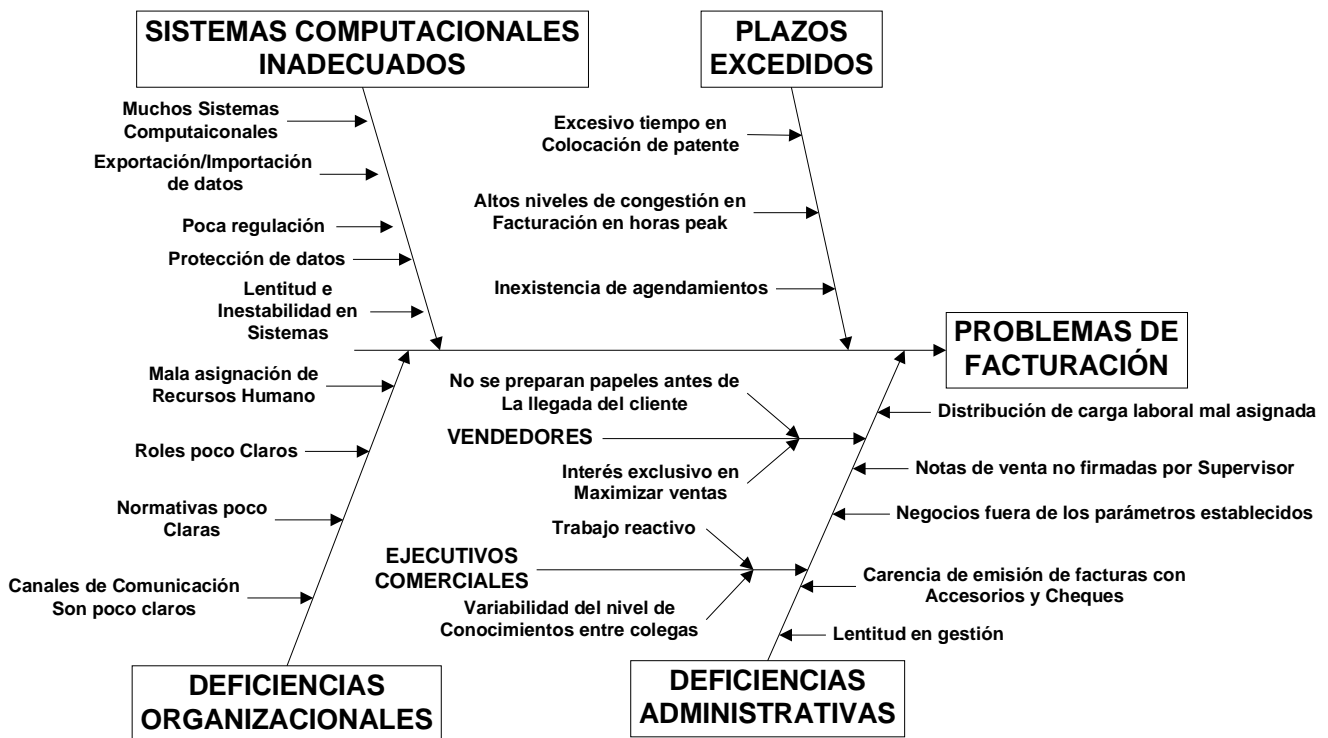 SISTEMAS COMPUTACIONALES
INADECUADOS
PLAZOS
EXCEDIDOS
Muchos Sistemas
Computaiconales
Exportación/Importación
de datos
Poca regulación
Protección de datos
Lentitud e
Inestabilidad en
Sistemas
Excesivo tiempo en
Colocación de patente
Altos niveles de congestión en
Facturación en horas peak
Inexistencia de agendamientos
PROBLEMAS DE
FACTURACIÓN
Mala asignación de
Recursos Humano
Roles poco Claros
Normativas poco
Claras
Canales de Comunicación
Son poco claros
No se preparan papeles antes de
La llegada del cliente
VENDEDORES
Interés exclusivo en
Maximizar ventas
Trabajo reactivo
EJECUTIVOS
COMERCIALES
Variabilidad del nivel de
Conocimientos entre colegas
Distribución de carga laboral mal asignada
Notas de venta no firmadas por Supervisor
Negocios fuera de los parámetros establecidos
Carencia de emisión de facturas con
Accesorios y Cheques
Lentitud en gestión
DEFICIENCIAS
ORGANIZACIONALES
DEFICIENCIAS
ADMINISTRATIVAS